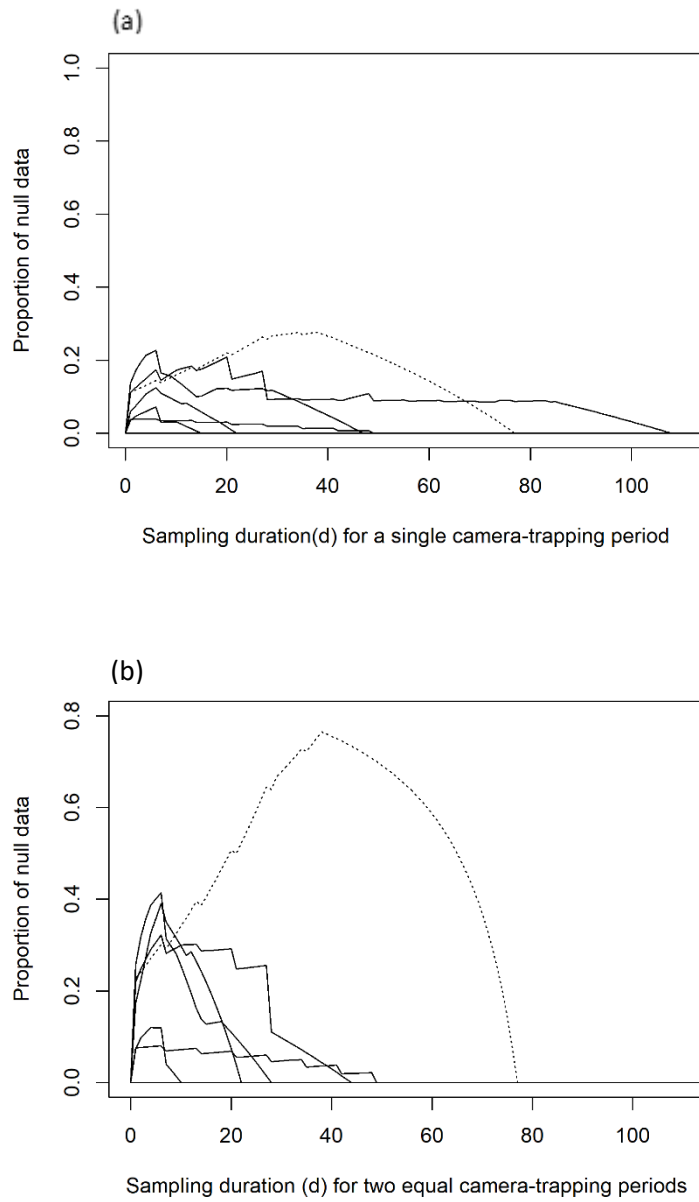 (a)
1.0
0.8
0.6
0.4
0.2
0.0
Proportion of null data
0 20 40 60 80 100
Sampling duration(d) for a single camera-trapping period
(b)
0.8
0.6
0.4
0.2
0.0
Proportion of null data
0 20 40 60 80 100
Sampling duration (d) for two equal camera-trapping periods